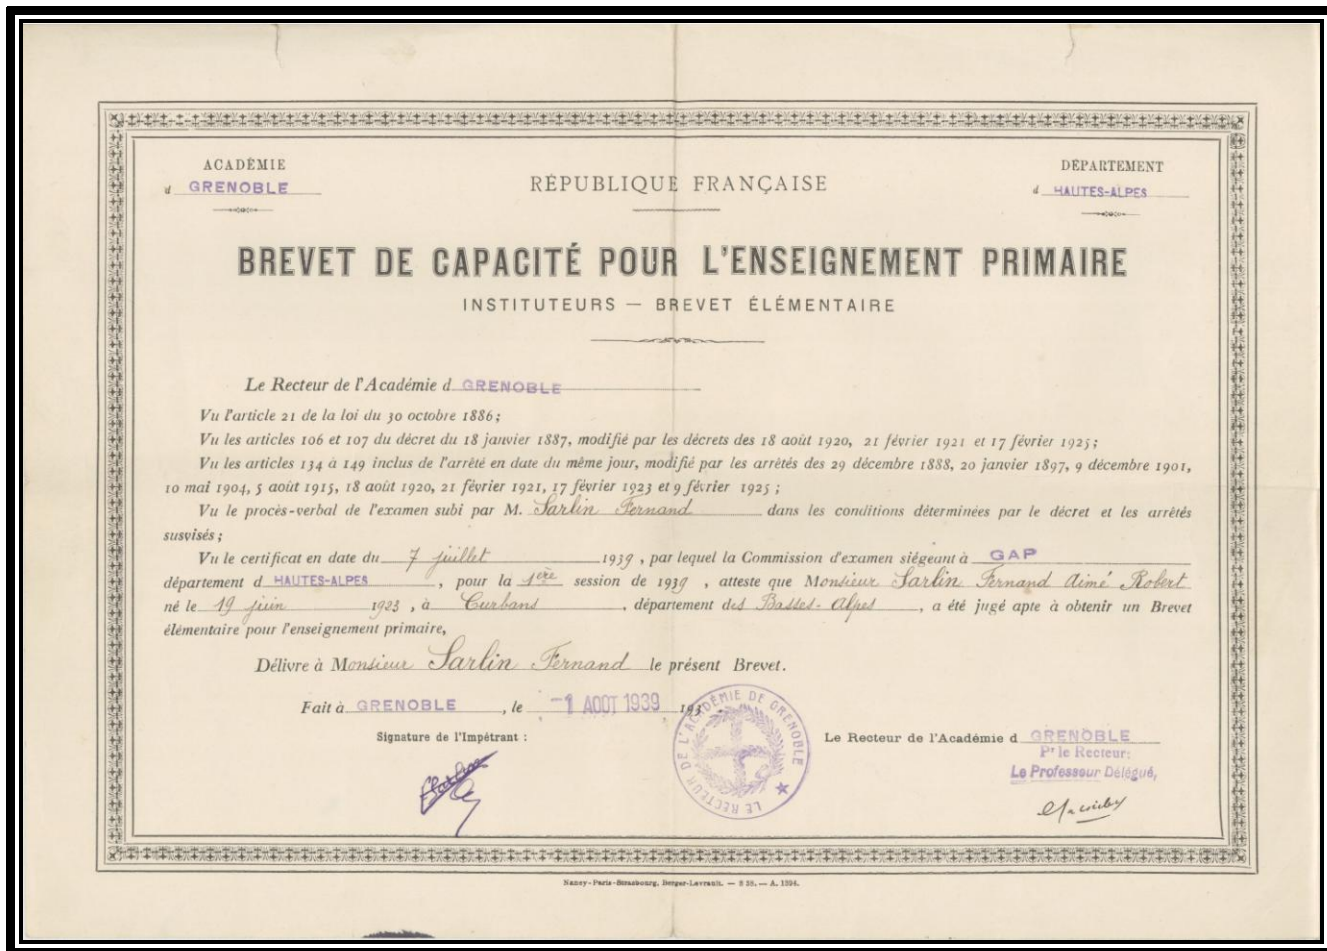 ACADÉMIE
d GRENOBLE
RÉPUBLIQUE FRANÇAISE
DÉPARTEMENT
d HAUTES-ALPES
BREVET DE CAPACITÉ POUR L'ENSEIGNEMENT PRIMAIRE
INSTITUTEURS — BREVET ÉLÉMENTAIRE
Le Recteur de l'Académie d GRENOBLE
Vu l'article 21 de la loi du 30 octobre 1886;
Vu les articles 106 et 107 du décret du 18 janvier 1887, modifié par les décrets des 18 août 1920, 21 février 1921 et 17 février 1925;
Vu les articles 134 à 149 inclus de l'arrêté en date du même jour, modifié par les arrêtés des 29 décembre 1888, 20 janvier 1897, 9 décembre 1901,
10 mai 1904, 5 août 1915, 18 août 1920, 21 février 1921, 17 février 1923 et 9 février 1925;
Vu le procès-verbal de l'examen subi par M. Sarlin Fernand dans les conditions déterminées par le décret et les arrêtés
susvisés;
Vu le certificat en date du 7 juillet 1939, par lequel la Commission d'examen siégeant à GAP
département d HAUTES-ALPES, pour la 1ère session de 1939, atteste que Monsieur Sarlin Fernand Aimé Robert
né le 19 juin 1923, à Curbans, département des Basses-Alpes, a été jugé apte à obtenir un Brevet
élémentaire pour l'enseignement primaire,
Délivre à Monsieur Sarlin Fernand le présent Brevet.
Fait à GRENOBLE, le -1 AOUT 1939 193
Signature de l'Impétrant :
LE RECTEUR DE L'ACADÉMIE DE GRENOBLE
Le Recteur de l'Académie d GRENOBLE
Pr le Recteur:
Le Professeur Délégué,
Nancy-Paris-Strasbourg, Berger-Levrault. — S 38. — A. 1394.